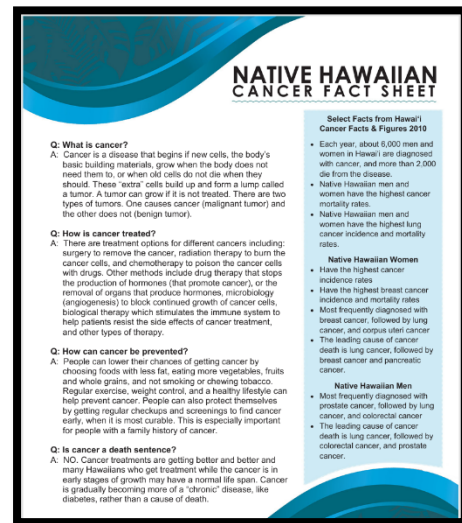 NATIVE HAWAIIAN
CANCER FACT SHEET
Q: What is cancer?
A: Cancer is a disease that begins if new cells, the body's
basic building materials, grow when the body does not
need them to, or when old cells do not die when they
should. These "extra" cells build up and form a lump called
a tumor. A tumor can grow if it is not treated. There are two
types of tumors. One causes cancer (malignant tumor) and
the other does not (benign tumor).
Q: How is cancer treated?
A: There are treatment options for different cancers including:
surgery to remove the cancer, radiation therapy to burn the
cancer cells, and chemotherapy to poison the cancer cells
with drugs. Other methods include drug therapy that stops
the production of hormones (that promote cancer), or the
removal of organs that produce hormones, microbiology
(angiogenesis) to block continued growth of cancer cells,
biological therapy which stimulates the immune system to
help patients resist the side effects of cancer treatment,
and other types of therapy.
Q: How can cancer be prevented?
A: People can lower their chances of getting cancer by
choosing foods with less fat, eating more vegetables, fruits
and whole grains, and not smoking or chewing tobacco.
Regular exercise, weight control, and a healthy lifestyle can
help prevent cancer. People can also protect themselves
by getting regular checkups and screenings to find cancer
early, when it is most curable. This is especially important
for people with a family history of cancer.
Q: Is cancer a death sentence?
A: NO. Cancer treatments are getting better and better and
many Hawaiians who get treatment while the cancer is in
early stages of growth may have a normal life span. Cancer
is gradually becoming more of a "chronic" disease, like
diabetes, rather than a cause of death.
Select Facts from Hawai'i
Cancer Facts & Figures 2010
• Each year, about 6,000 men and
women in Hawai'i are diagnosed
with cancer, and more than 2,000
die from the disease.
• Native Hawaiian men and
women have the highest cancer
mortality rates.
• Native Hawaiian men and
women have the highest lung
cancer incidence and mortality
rates.
Native Hawaiian Women
• Have the highest cancer
incidence rates
• Have the highest breast cancer
incidence and mortality rates
• Most frequently diagnosed with
breast cancer, followed by lung
cancer, and corpus uteri cancer
• The leading cause of cancer
death is lung cancer, followed by
breast cancer and pancreatic
cancer.
Native Hawaiian Men
• Most frequently diagnosed with
prostate cancer, followed by lung
cancer, and colorectal cancer
• The leading cause of cancer
death is lung cancer, followed by
colorectal cancer, and prostate
cancer.